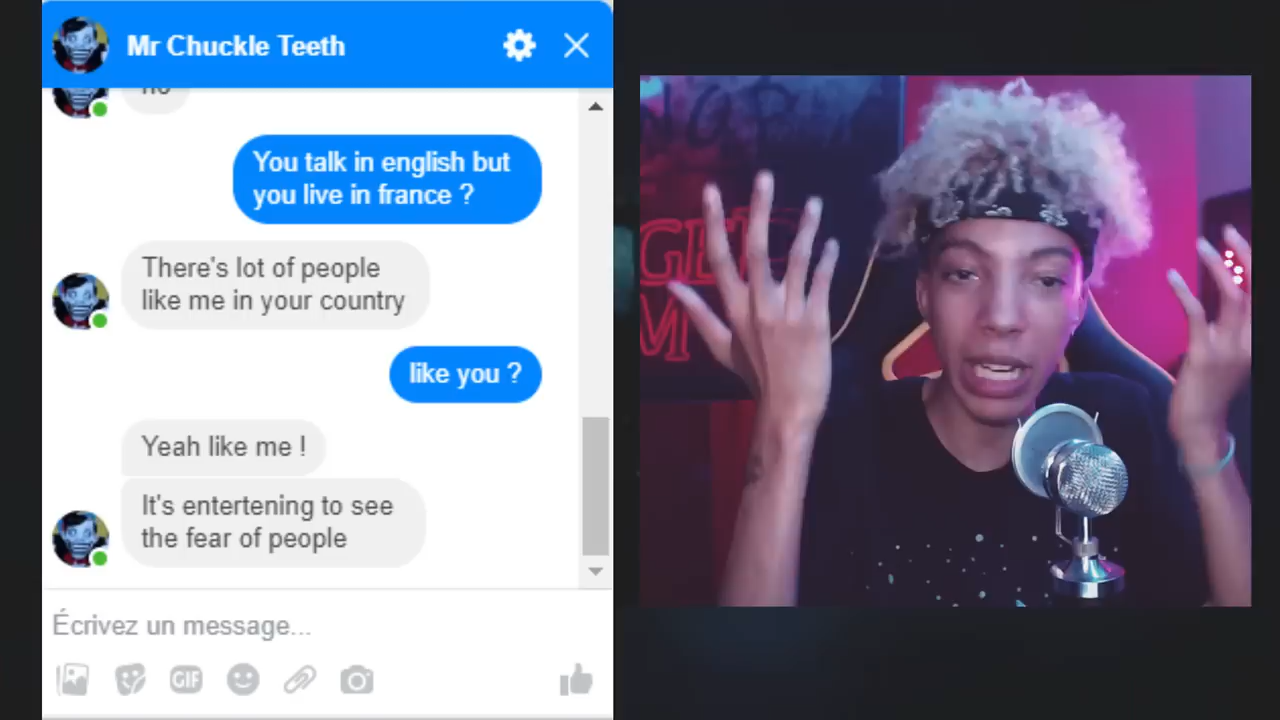 Mr Chuckle Teeth
no
You talk in english but
you live in france ?
There's lot of people
like me in your country
like you ?
Yeah like me !
It's entertening to see
the fear of people
Écrivez un message...
GIF